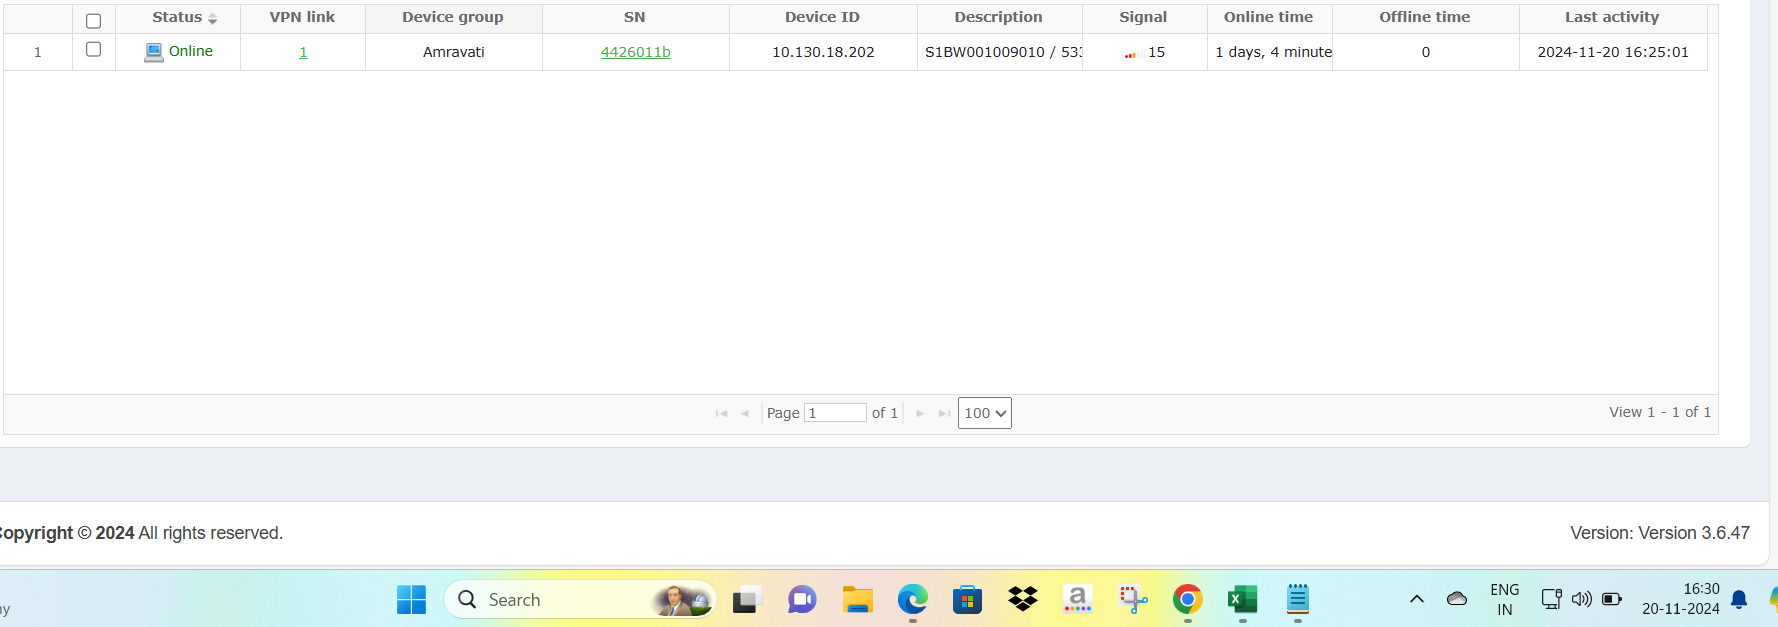 Status VPN link Device group SN Device ID Description Signal Online time Offline time Last activity
1 Online 1 Amravati 4426011b 10.130.18.202 S1BW001009010 / 533 15 1 days, 4 minute 0 2024-11-20 16:25:01
Page 1 of 1 100 View 1 - 1 of 1
opyright © 2024 All rights reserved. Version: Version 3.6.47
Search
ENG
IN
16:30
20-11-2024